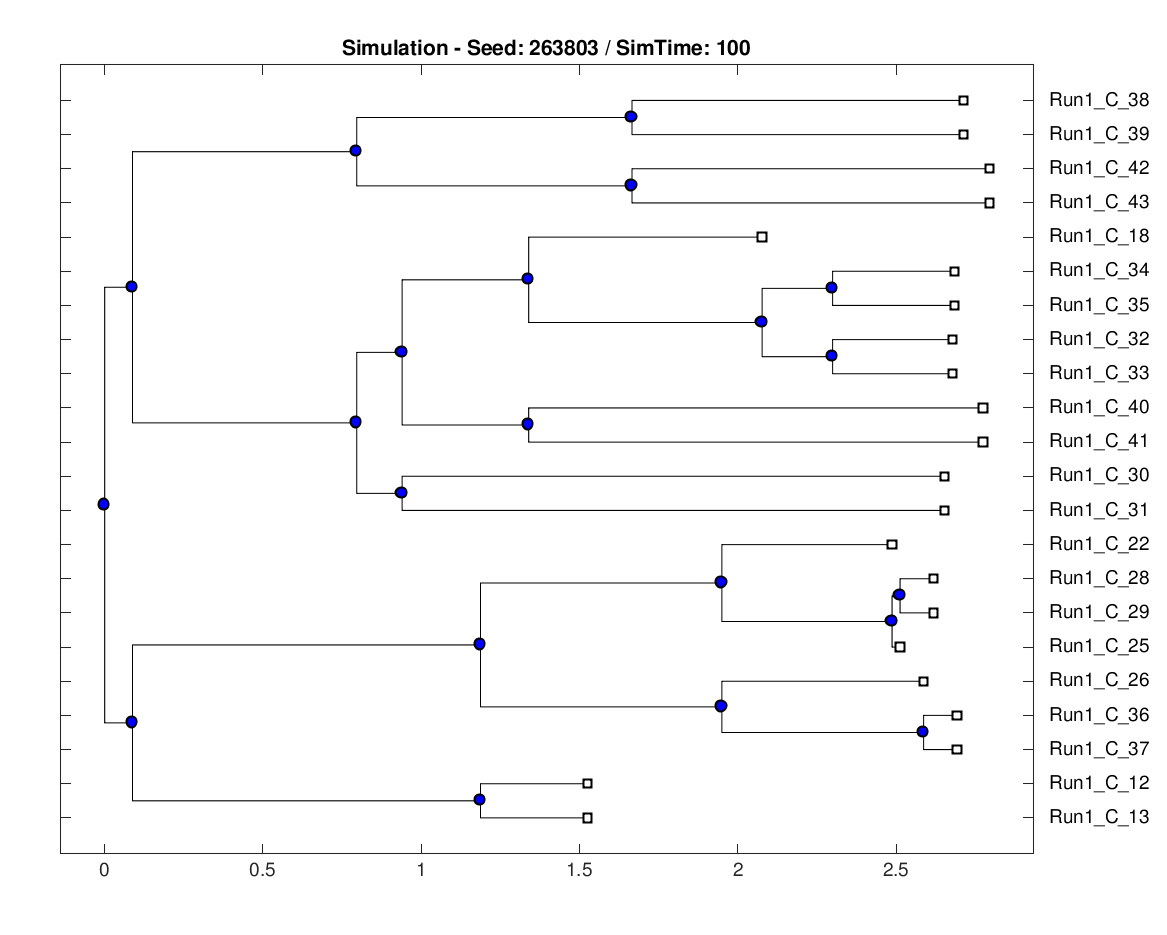 Simulation - Seed: 263803 / SimTime: 100
Run1_C_38
Run1_C_39
Run1_C_42
Run1_C_43
Run1_C_18
Run1_C_34
Run1_C_35
Run1_C_32
Run1_C_33
Run1_C_40
Run1_C_41
Run1_C_30
Run1_C_31
Run1_C_22
Run1_C_28
Run1_C_29
Run1_C_25
Run1_C_26
Run1_C_36
Run1_C_37
Run1_C_12
Run1_C_13
0 0.5 1 1.5 2 2.5